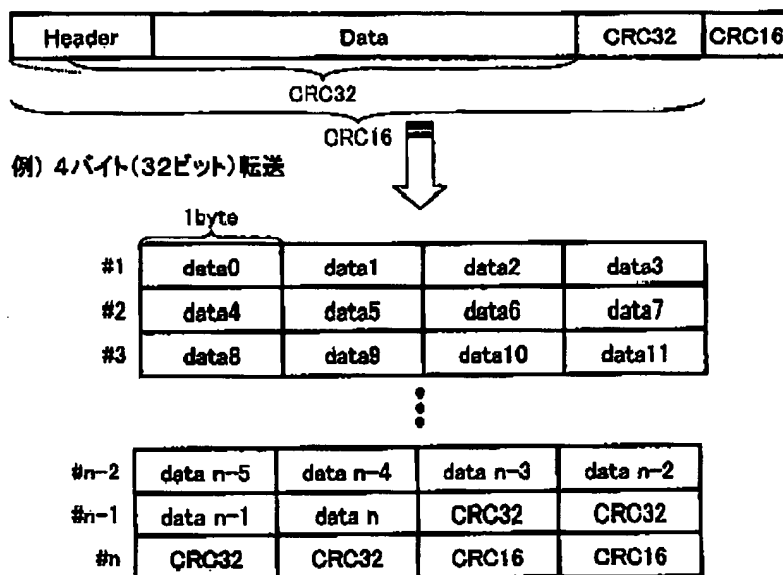 Header Data CRC32 CRC16
CRC32
CRC16
例) 4バイト(32ビット)転送
1byte
#1 data0 data1 data2 data3
#2 data4 data5 data6 data7
#3 data8 data9 data10 data11
#n-2 data n-5 data n-4 data n-3 data n-2
#n-1 data n-1 data n CRC32 CRC32
#n CRC32 CRC32 CRC16 CRC16